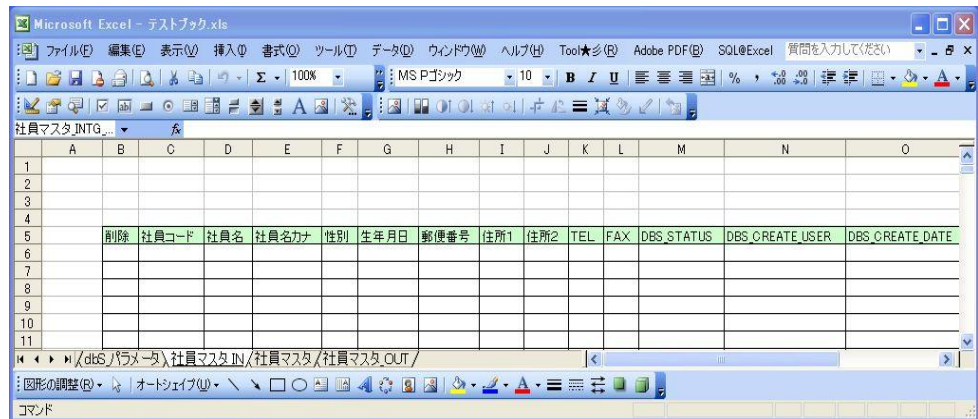 Microsoft Excel - テストブック.xls
ファイル(F) 編集(E) 表示(V) 挿入(I) 書式(O) ツール(T) データ(D) ウィンドウ(W) ヘルプ(H) Tool★彡(R) Adobe PDF(B) SQL@Excel 質問を入力してください
100% MS Pゴシック 10 B I U
社員マスタ_INTG_... fx
A B C D E F G H I J K L M N O
1
2
3
4
5 削除 社員コード 社員名 社員名カナ 性別 生年月日 郵便番号 住所1 住所2 TEL FAX DBS_STATUS DBS_CREATE_USER DBS_CREATE_DATE
6
7
8
9
10
11
dbS_パラメータ 社員マスタ_IN 社員マスタ 社員マスタ_OUT
図形の調整(R) オートシェイプ(U)
コマンド